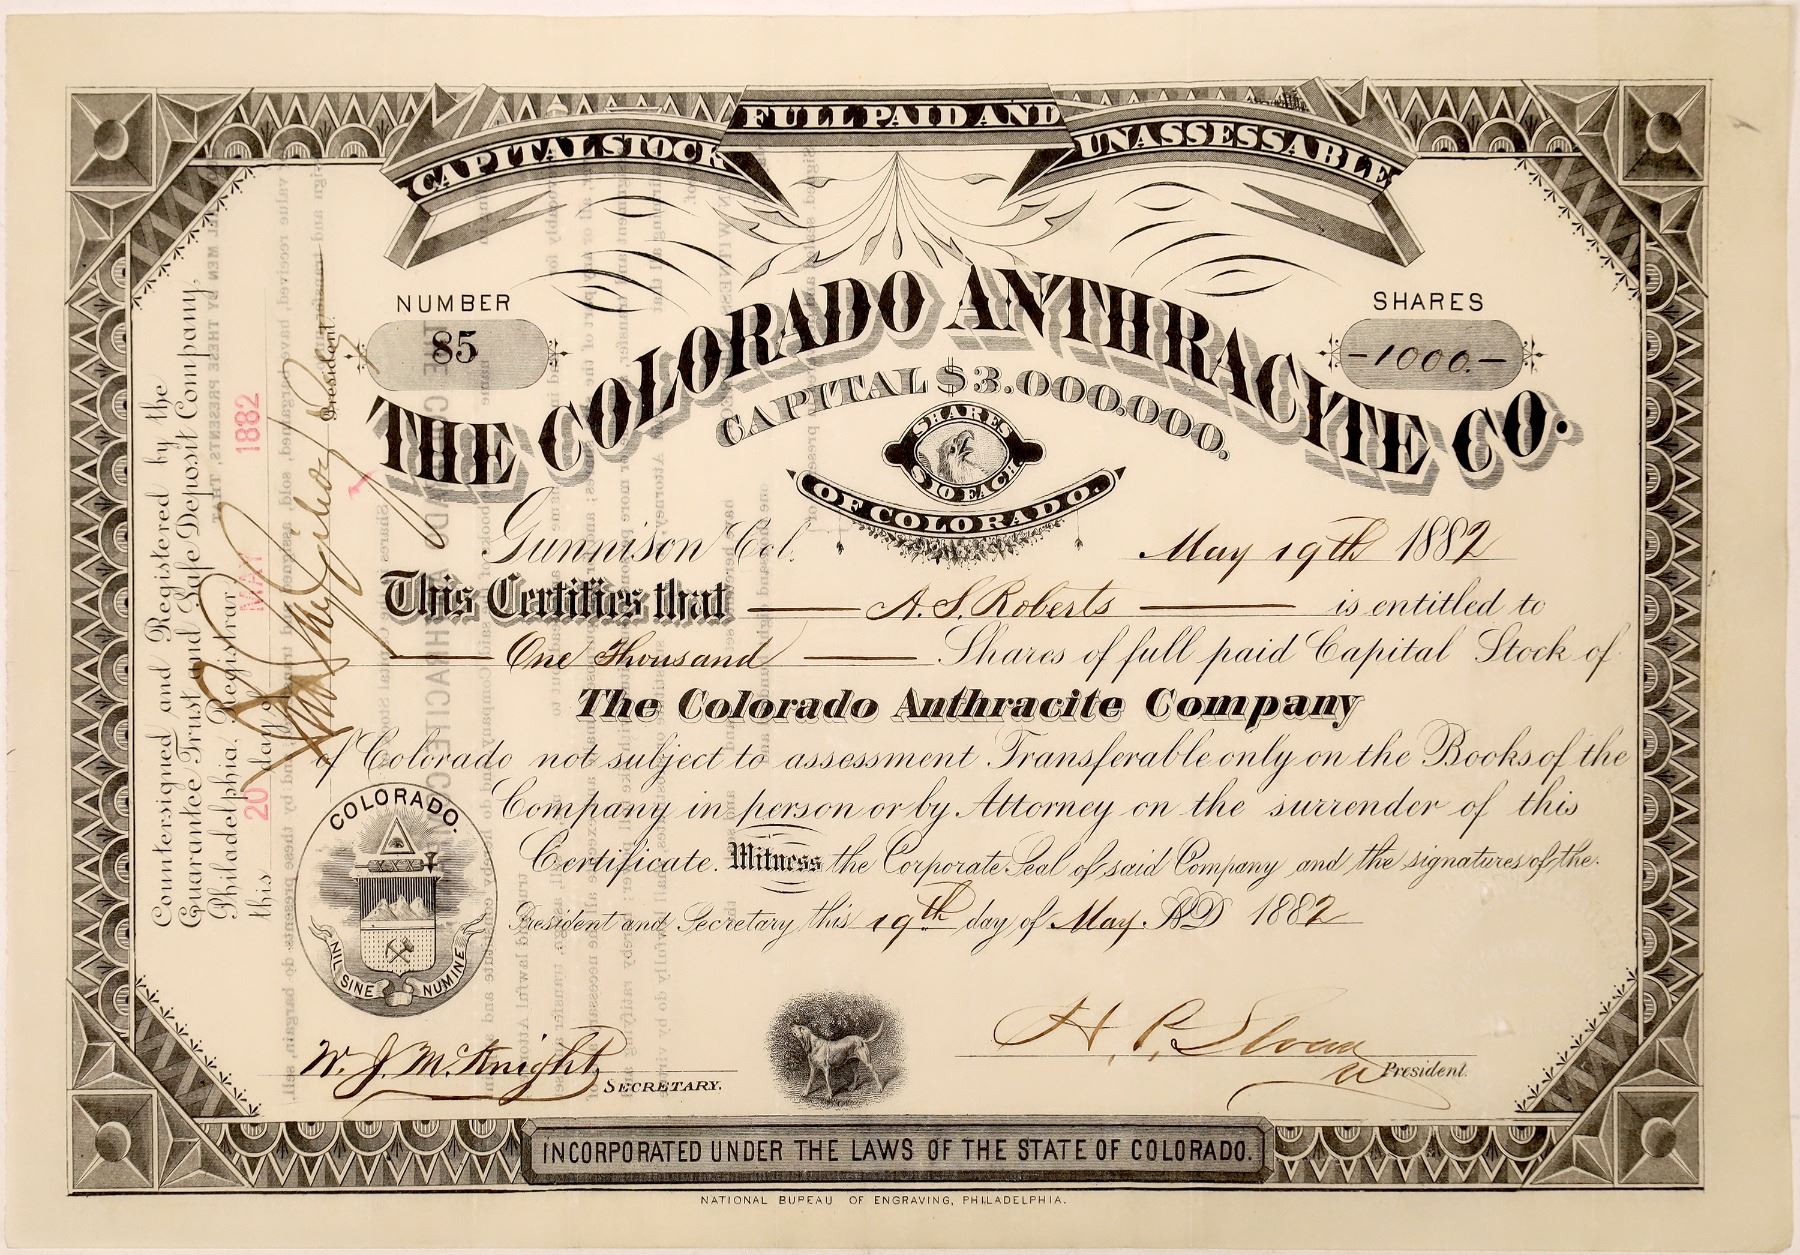 CAPITAL STOCK FULL PAID AND UNASSESSABLE
NUMBER
85
SHARES
-1000.-
THE COLORADO ANTHRACITE CO.
CAPITAL $3.000.000.
SHARES
$10 EACH
OF COLORADO.
Gunnison Col. May 19th 1882
This Certifies that A. S. Roberts is entitled to
One Thousand Shares of full paid Capital Stock of
The Colorado Anthracite Company
of Colorado not subject to assessment Transferable only on the Books of the
Company in person or by Attorney on the surrender of this
Certificate. Witness the Corporate Seal of said Company and the signatures of the
President and Secretary this 19th day of May. AD 1882
COLORADO.
NIL SINE NUMINE
W. J. McKnight
SECRETARY.
H. P. Sloan
President.
INCORPORATED UNDER THE LAWS OF THE STATE OF COLORADO.
NATIONAL BUREAU OF ENGRAVING, PHILADELPHIA.
Countersigned and Registered by the
Guarantee Trust and Safe Deposit Company,
Philadelphia, Registrar
this 20 day of MAY 1882
President.